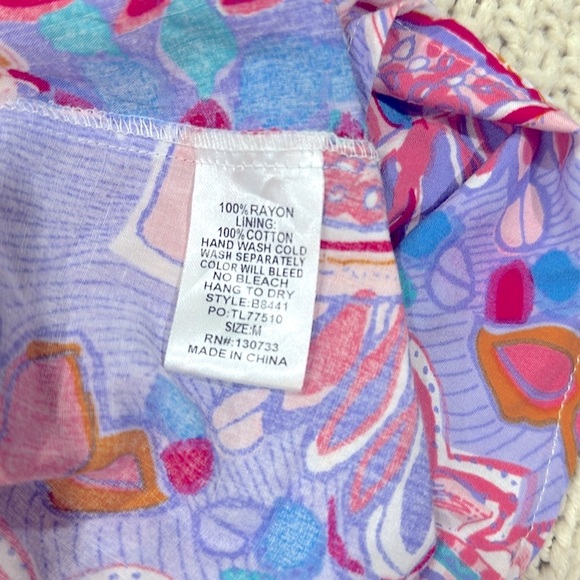 100%RAYON
LINING:
100%COTTON
HAND WASH COLD
WASH SEPARATELY
COLOR WILL BLEED
NO BLEACH
HANG TO DRY
STYLE:B8441
PO:TL77510
SIZE:M
RN#:130733
MADE IN CHINA